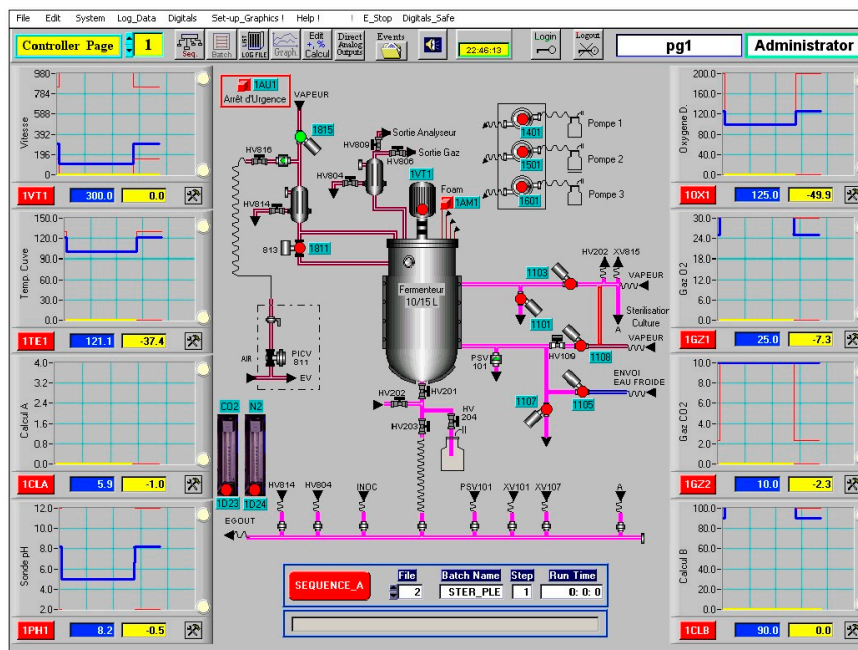 File Edit System Log_Data Digitals Set-up_Graphics ! Help ! ! E_Stop Digitals_Safe
Controller Page 1 Seq. Batch LIST LOG FILE Graph. Edit +, % Calcul Direct Analog Outputs Events 22:46:13 Login Logout pg1 Administrator
980
784
588
392
196
0
Vitesse
1VT1 300.0 0.0
150.0
120.0
90.0
60.0
30.0
0.0
Temp. Cuve
1TE1 121.1 -37.4
4.0
3.2
2.4
1.6
0.8
0.0
Calcul A
1CLA 5.9 -1.0
12.0
10.0
8.0
6.0
4.0
2.0
Sonde pH
1PH1 8.2 -0.5
1AU1
Arrêt d'Urgence
VAPEUR
1815
HV816
HV814
813
1811
Sortie Analyseur
HV809
Sortie Gaz
HV806
HV804
1VT1
Foam
1AM1
1401
Pompe 1
1501
Pompe 2
1601
Pompe 3
Fermenteur
10/15 L
AIR
PICV
811
EV
1103
HV202
XV815
VAPEUR
1101
Sterilisation
Culture
A
VAPEUR
HV109
1108
PSV
101
ENVOI
EAU FROIDE
1107
1105
HV201
HV202
HV203
HV
204
CO2
N2
1D23
1D24
HV814
HV804
INOC
PSV101
XV101
XV107
A
EGOUT
SEQUENCE_A
File Batch Name Step Run Time
2 STER_PLE 1 0: 0: 0
200.0
160.0
120.0
80.0
40.0
0.0
Oxygene D.
1OX1 125.0 -49.9
30.0
24.0
18.0
12.0
6.0
0.0
Gaz O2
1GZ1 25.0 -7.3
10.0
8.0
6.0
4.0
2.0
0.0
Gaz CO2
1GZ2 10.0 -2.3
100.0
80.0
60.0
40.0
20.0
0.0
Calcul B
1CLB 90.0 0.0